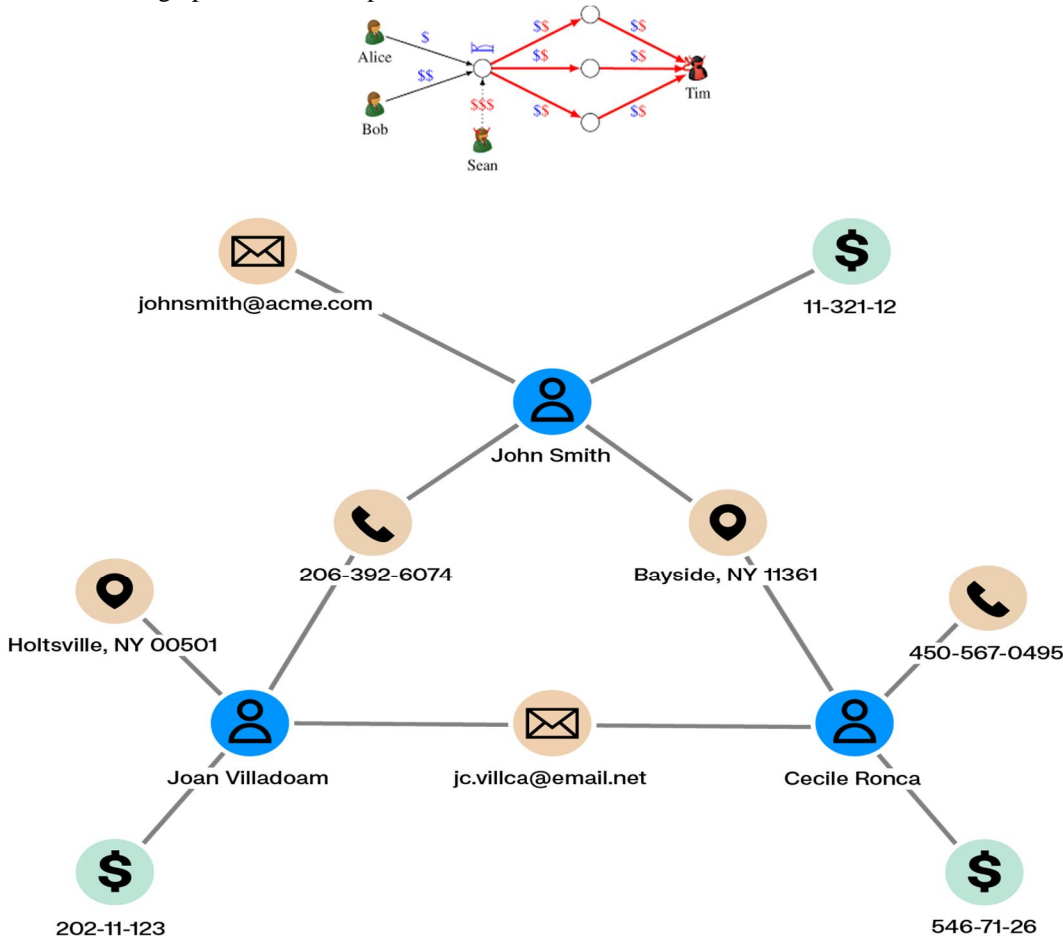 Alice
$
$$
Bob
$$$
Sean
$$
$$
$$
$$
$$
$$
Tim
johnsmith@acme.com
$
11-321-12
John Smith
206-392-6074
Bayside, NY 11361
Holtsville, NY 00501
450-567-0495
Joan Villadoam
jc.villca@email.net
Cecile Ronca
$
202-11-123
$
546-71-26